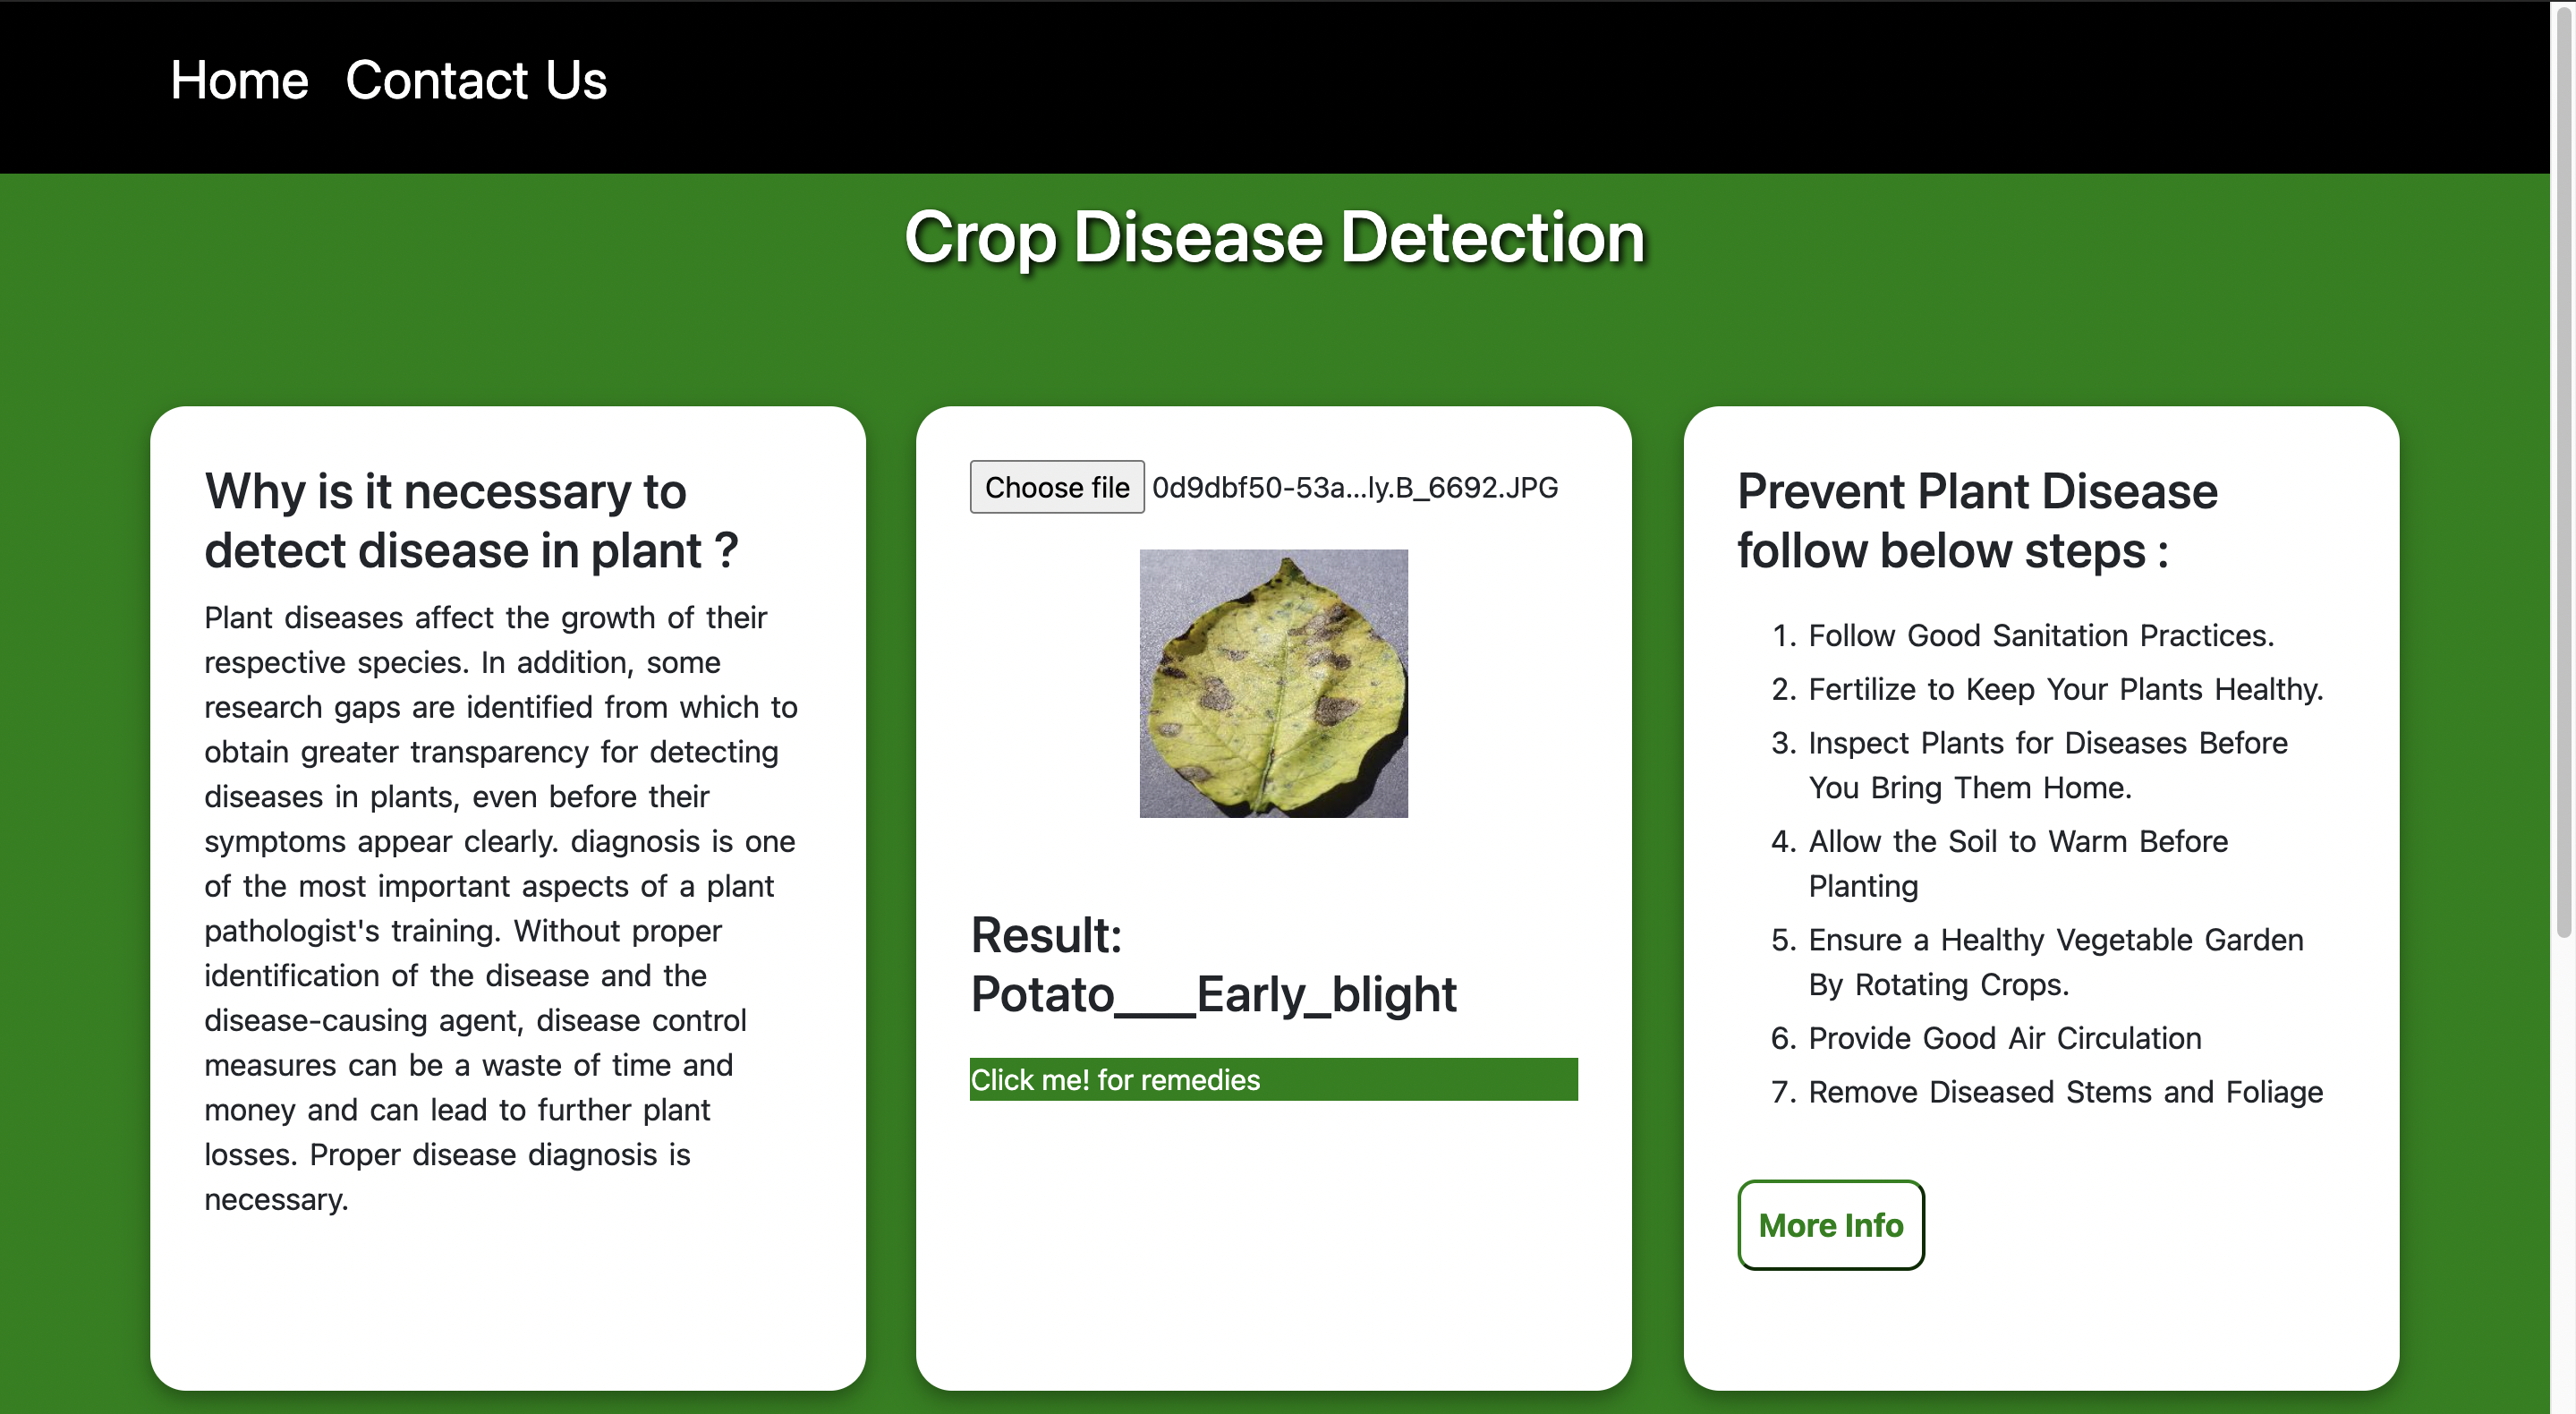 Home Contact Us
Crop Disease Detection
Why is it necessary to
detect disease in plant ?
Plant diseases affect the growth of their
respective species. In addition, some
research gaps are identified from which to
obtain greater transparency for detecting
diseases in plants, even before their
symptoms appear clearly. diagnosis is one
of the most important aspects of a plant
pathologist's training. Without proper
identification of the disease and the
disease-causing agent, disease control
measures can be a waste of time and
money and can lead to further plant
losses. Proper disease diagnosis is
necessary.
Choose file 0d9dbf50-53a...ly.B_6692.JPG
Result:
Potato___Early_blight
Click me! for remedies
Prevent Plant Disease
follow below steps :
1. Follow Good Sanitation Practices.
2. Fertilize to Keep Your Plants Healthy.
3. Inspect Plants for Diseases Before
You Bring Them Home.
4. Allow the Soil to Warm Before
Planting
5. Ensure a Healthy Vegetable Garden
By Rotating Crops.
6. Provide Good Air Circulation
7. Remove Diseased Stems and Foliage
More Info